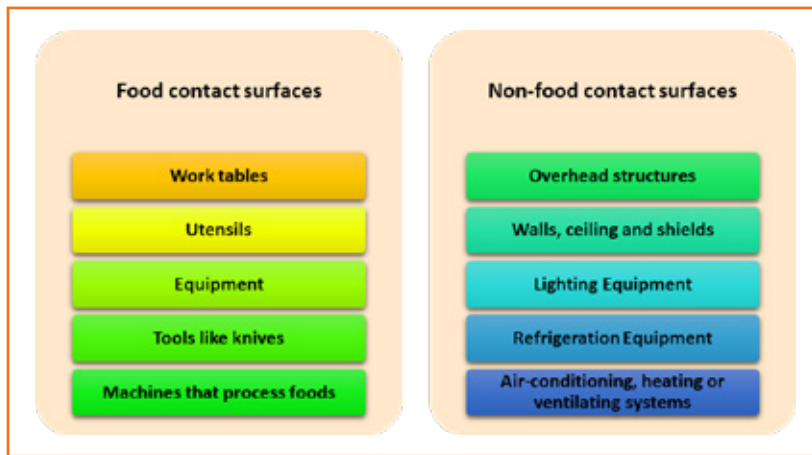 Food contact surfaces
Work tables
Utensils
Equipment
Tools like knives
Machines that process foods
Non-food contact surfaces
Overhead structures
Walls, ceiling and shields
Lighting Equipment
Refrigeration Equipment
Air-conditioning, heating or
ventilating systems